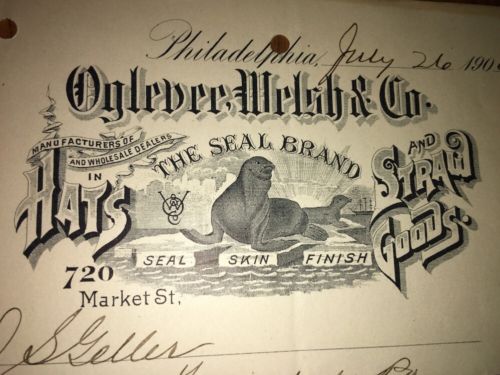 Philadelphia, July 26 190
Oglevee, Welsh & Co.
MANUFACTURERS OF
AND WHOLESALE DEALERS
IN
HATS
THE SEAL BRAND
AND
STRAW
GOODS.
SEAL SKIN FINISH
720
Market St,
S Geller